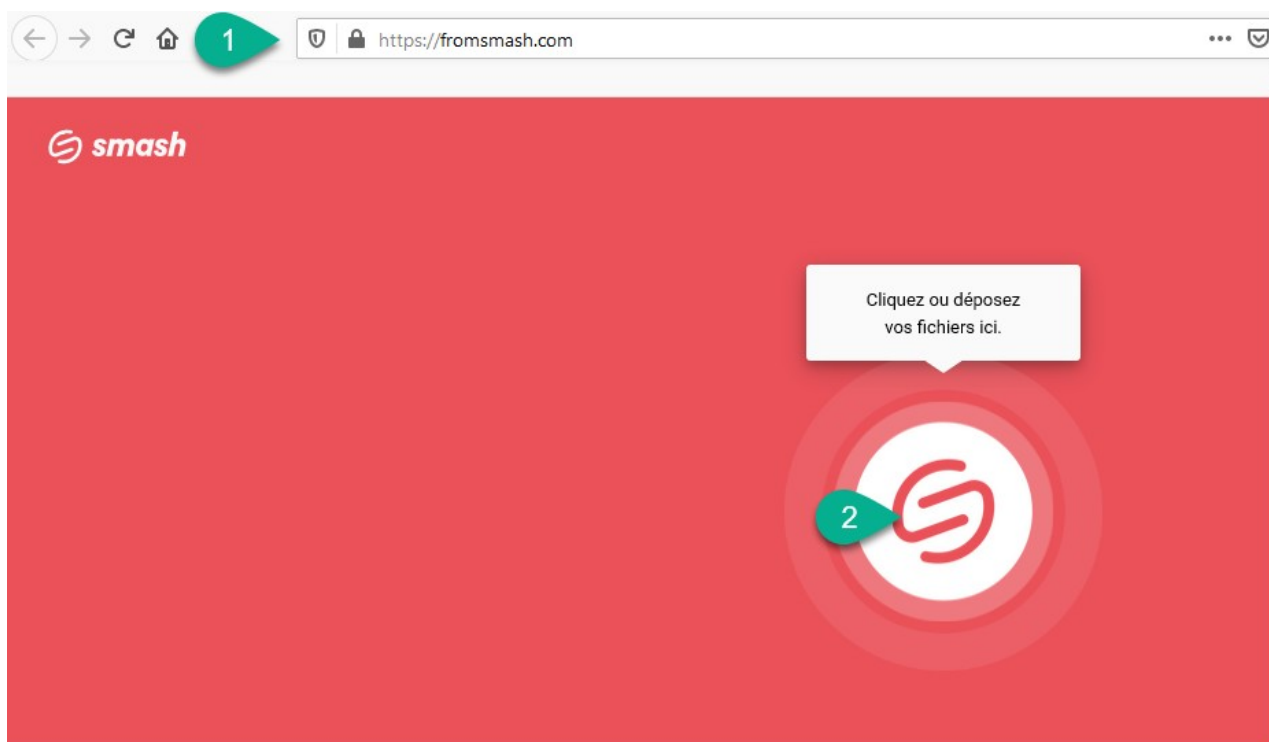 1
https://fromsmash.com
smash
Cliquez ou déposez
vos fichiers ici.
2